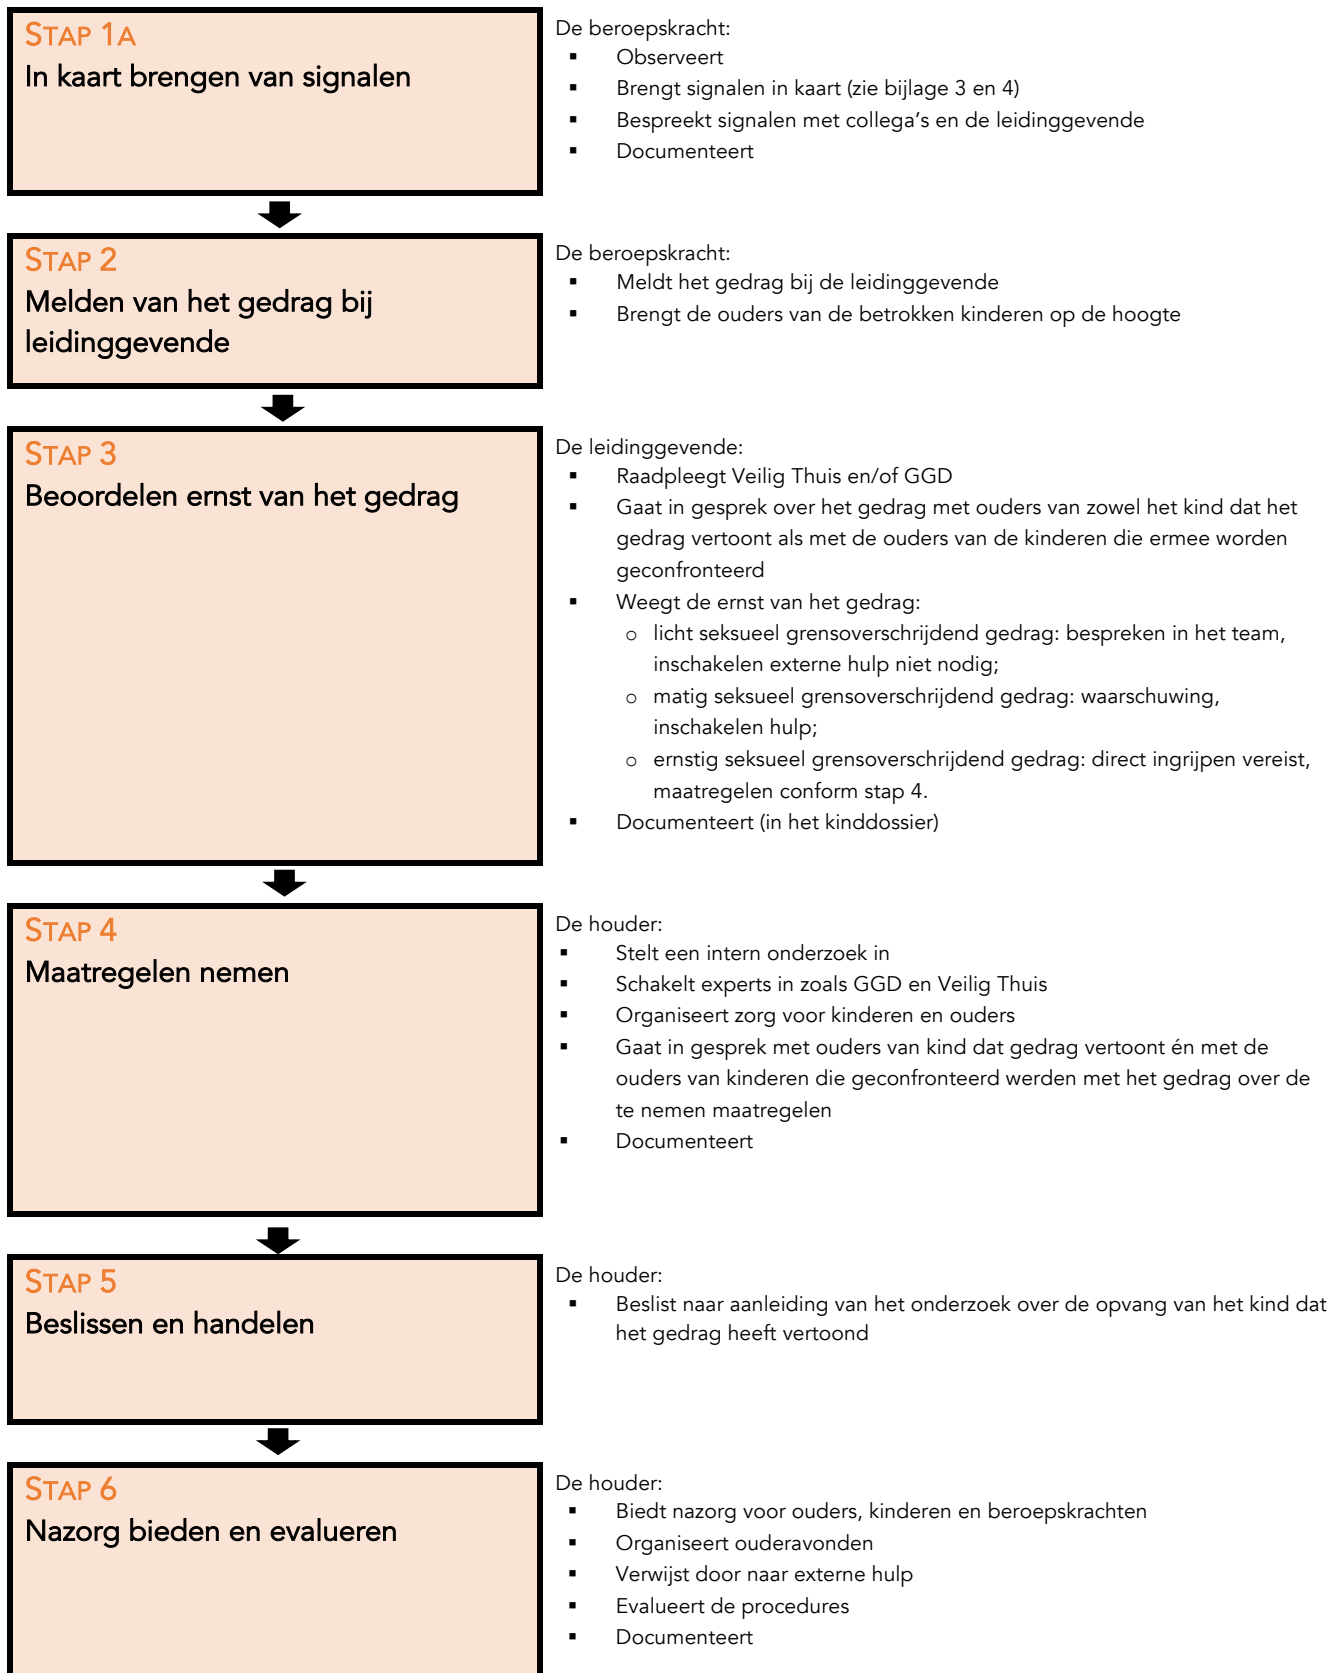 STAP 1A
In kaart brengen van signalen
De beroepskracht:
▪ Observeert
▪ Brengt signalen in kaart (zie bijlage 3 en 4)
▪ Bespreekt signalen met collega's en de leidinggevende
▪ Documenteert
STAP 2
Melden van het gedrag bij
leidinggevende
De beroepskracht:
▪ Meldt het gedrag bij de leidinggevende
▪ Brengt de ouders van de betrokken kinderen op de hoogte
STAP 3
Beoordelen ernst van het gedrag
De leidinggevende:
▪ Raadpleegt Veilig Thuis en/of GGD
▪ Gaat in gesprek over het gedrag met ouders van zowel het kind dat het
gedrag vertoont als met de ouders van de kinderen die ermee worden
geconfronteerd
▪ Weegt de ernst van het gedrag:
o licht seksueel grensoverschrijdend gedrag: bespreken in het team,
inschakelen externe hulp niet nodig;
o matig seksueel grensoverschrijdend gedrag: waarschuwing,
inschakelen hulp;
o ernstig seksueel grensoverschrijdend gedrag: direct ingrijpen vereist,
maatregelen conform stap 4.
▪ Documenteert (in het kinddossier)
STAP 4
Maatregelen nemen
De houder:
▪ Stelt een intern onderzoek in
▪ Schakelt experts in zoals GGD en Veilig Thuis
▪ Organiseert zorg voor kinderen en ouders
▪ Gaat in gesprek met ouders van kind dat gedrag vertoont én met de
ouders van kinderen die geconfronteerd werden met het gedrag over de
te nemen maatregelen
▪ Documenteert
STAP 5
Beslissen en handelen
De houder:
▪ Beslist naar aanleiding van het onderzoek over de opvang van het kind dat
het gedrag heeft vertoond
STAP 6
Nazorg bieden en evalueren
De houder:
▪ Biedt nazorg voor ouders, kinderen en beroepskrachten
▪ Organiseert ouderavonden
▪ Verwijst door naar externe hulp
▪ Evalueert de procedures
▪ Documenteert